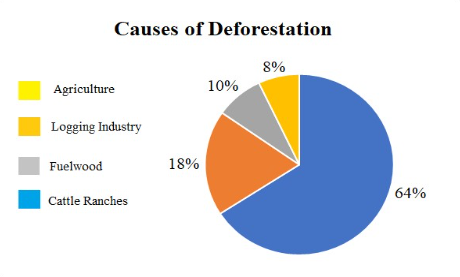 Causes of Deforestation
8%
10%
Agriculture
Logging Industry
18%
Fuelwood
64%
Cattle Ranches